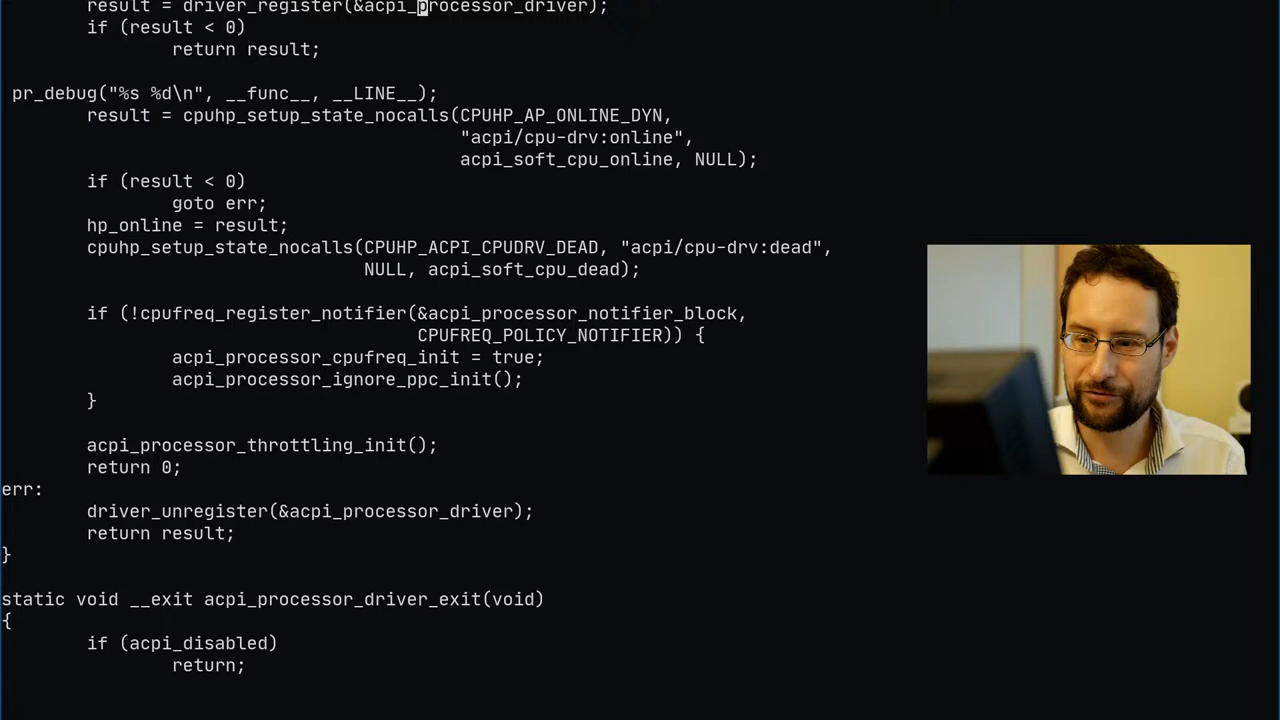 result = driver_register(&acpi_processor_driver);
if (result < 0)
return result;
pr_debug("%s %d\n", __func__, __LINE__);
result = cpuhp_setup_state_nocalls(CPUHP_AP_ONLINE_DYN,
"acpi/cpu-drv:online",
acpi_soft_cpu_online, NULL);
if (result < 0)
goto err;
hp_online = result;
cpuhp_setup_state_nocalls(CPUHP_ACPI_CPUDRV_DEAD, "acpi/cpu-drv:dead",
NULL, acpi_soft_cpu_dead);
if (!cpufreq_register_notifier(&acpi_processor_notifier_block,
CPUFREQ_POLICY_NOTIFIER)) {
acpi_processor_cpufreq_init = true;
acpi_processor_ignore_ppc_init();
}
acpi_processor_throttling_init();
return 0;
err:
driver_unregister(&acpi_processor_driver);
return result;
}
static void __exit acpi_processor_driver_exit(void)
{
if (acpi_disabled)
return;